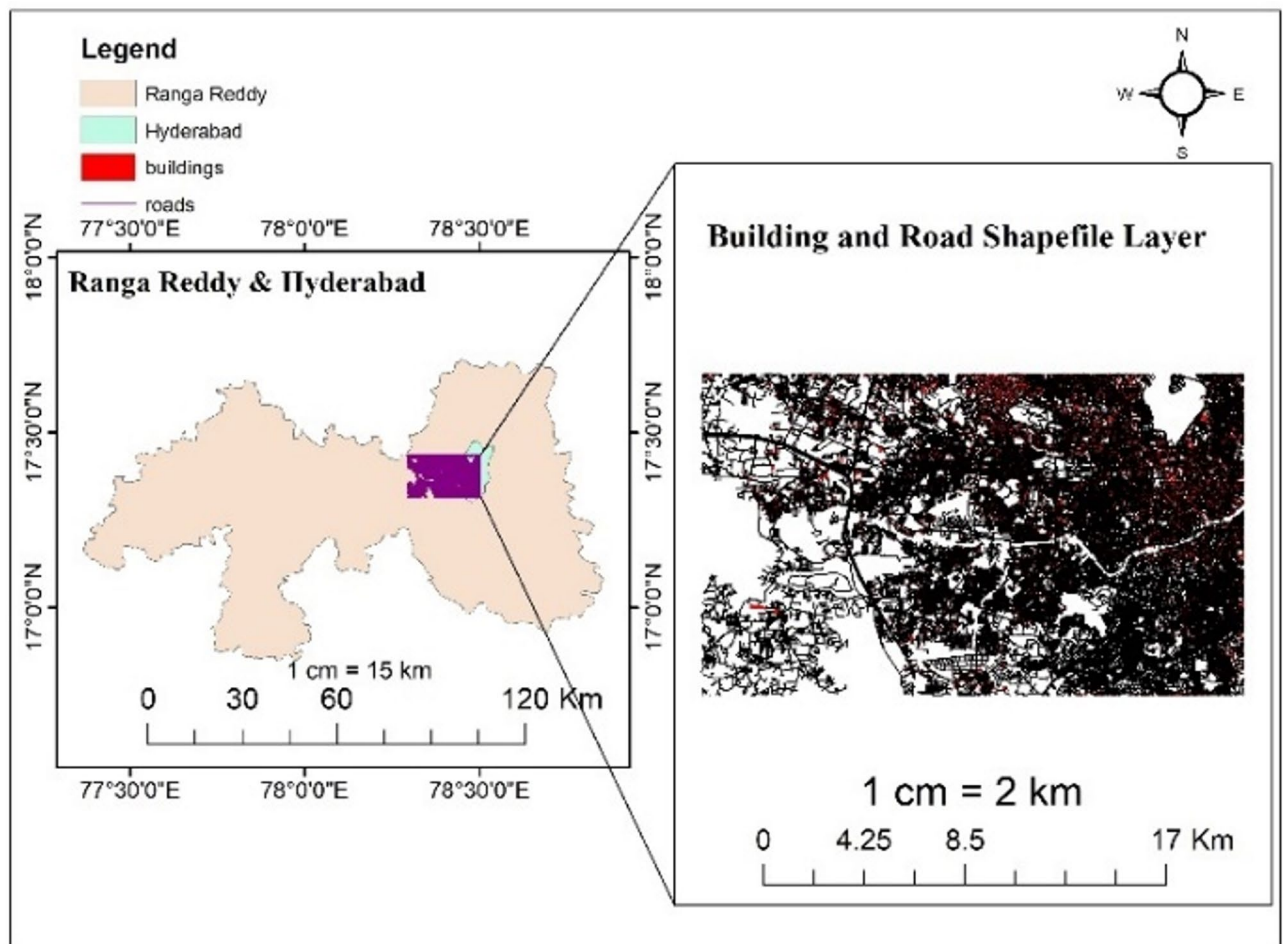 Legend
Ranga Reddy
Hyderabad
buildings
roads
N
W E
S
77°30'0"E 78°0'0"E 78°30'0"E
18°0'0"N
17°30'0"N
17°0'0"N
18°0'0"N
17°30'0"N
17°0'0"N
Ranga Reddy & Hyderabad
1 cm = 15 km
0 30 60 120 Km
77°30'0"E 78°0'0"E 78°30'0"E
Building and Road Shapefile Layer
1 cm = 2 km
0 4.25 8.5 17 Km